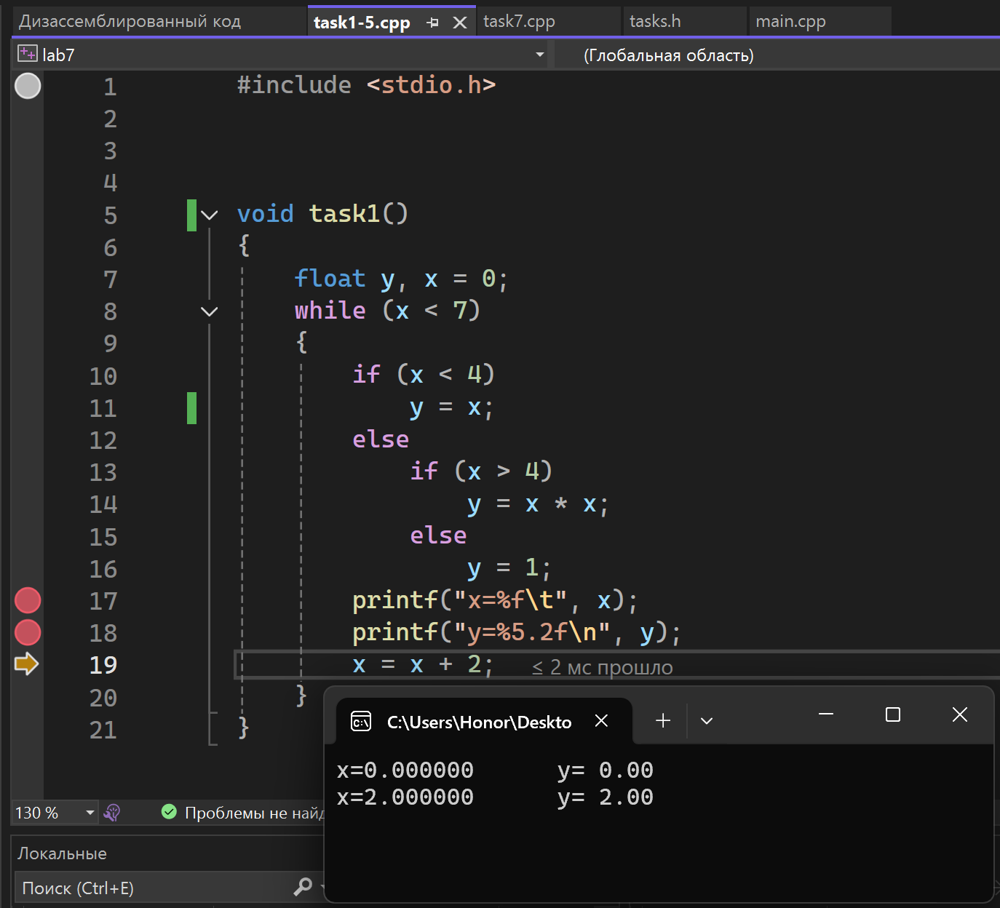 Дизассемблированный код task1-5.cpp task7.cpp tasks.h main.cpp
lab7 (Глобальная область)
1 #include <stdio.h>
2
3
4
5 void task1()
6 {
7 float y, x = 0;
8 while (x < 7)
9 {
10 if (x < 4)
11 y = x;
12 else
13 if (x > 4)
14 y = x * x;
15 else
16 y = 1;
17 printf("x=%f\t", x);
18 printf("y=%5.2f\n", y);
19 x = x + 2; ≤ 2 мс прошло
20 }
21 }
C:\Users\Honor\Deskto
x=0.000000 y= 0.00
x=2.000000 y= 2.00
130 % Проблемы не найд
Локальные
Поиск (Ctrl+E)